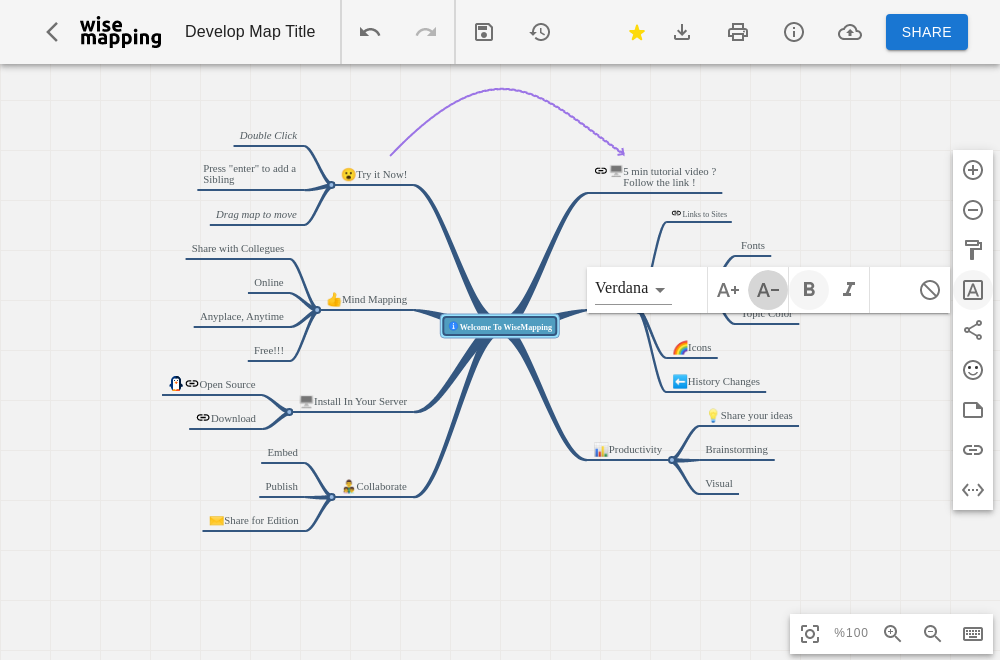 wise
mapping
Develop Map Title
SHARE
Double Click
Press "enter" to add a
Sibling
Drag map to move
😮Try it Now!
Share with Collegues
Online
Anyplace, Anytime
Free!!!
👍Mind Mapping
Open Source
Download
🖥️Install In Your Server
Embed
Publish
Share for Edition
Collaborate
Welcome To WiseMapping
5 min tutorial video ?
Follow the link !
Links to Sites
Fonts
Verdana
A+
A-
B
I
A
Topic Color
Icons
History Changes
Share your ideas
Productivity
Brainstorming
Visual
%100